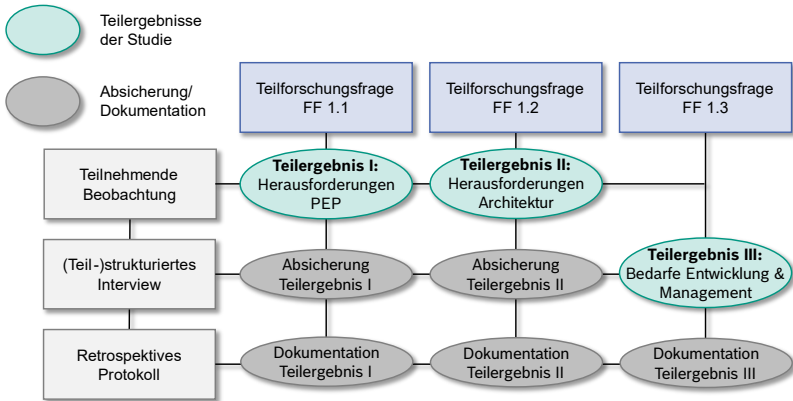 Teilergebnisse
der Studie
Absicherung/
Dokumentation
Teilforschungsfrage
FF 1.1
Teilforschungsfrage
FF 1.2
Teilforschungsfrage
FF 1.3
Teilnehmende
Beobachtung
Teilergebnis I:
Herausforderungen
PEP
Teilergebnis II:
Herausforderungen
Architektur
(Teil-)strukturiertes
Interview
Absicherung
Teilergebnis I
Absicherung
Teilergebnis II
Teilergebnis III:
Bedarfe Entwicklung &
Management
Retrospektives
Protokoll
Dokumentation
Teilergebnis I
Dokumentation
Teilergebnis II
Dokumentation
Teilergebnis III